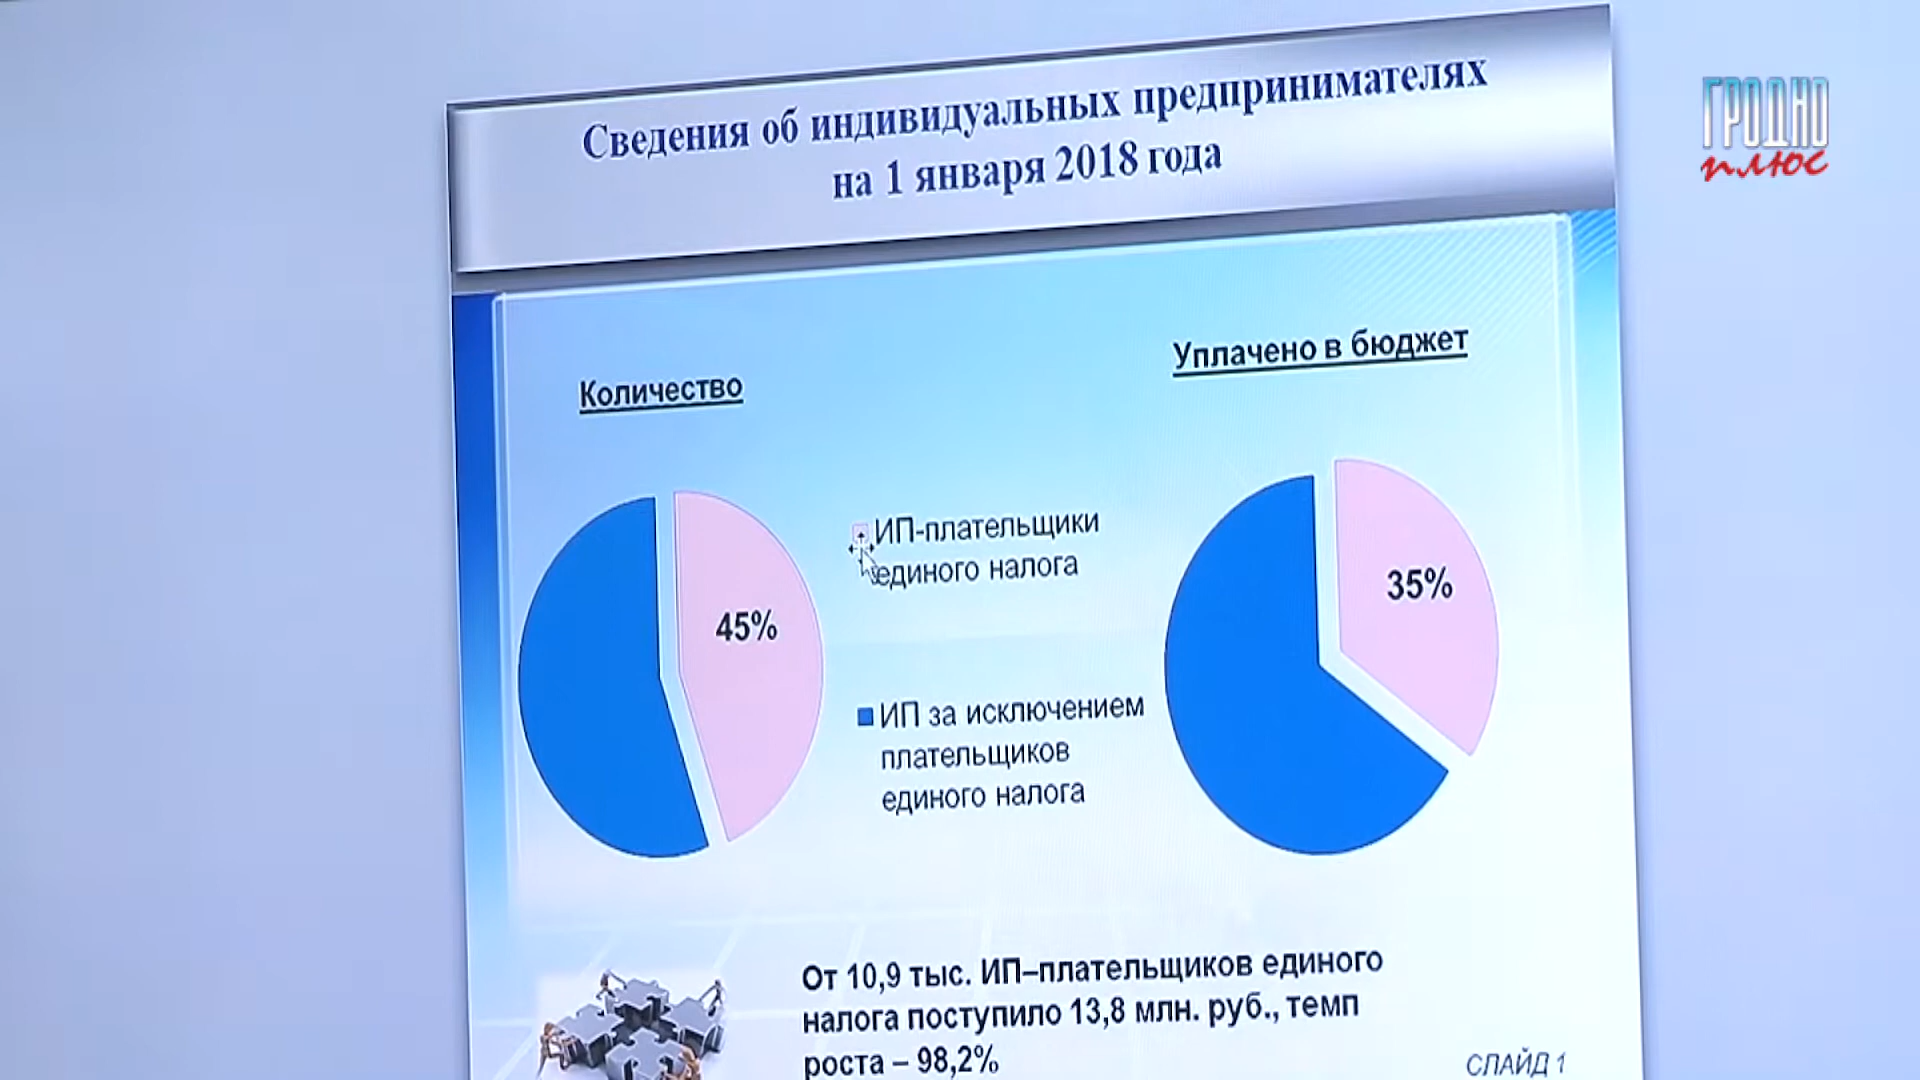 Сведения об индивидуальных предпринимателях
на 1 января 2018 года
ГРОДНО
плюс
Количество
Уплачено в бюджет
45%
ИП-плательщики
единого налога
35%
ИП за исключением
плательщиков
единого налога
От 10,9 тыс. ИП–плательщиков единого
налога поступило 13,8 млн. руб., темп
роста – 98,2%
СЛАЙД 1